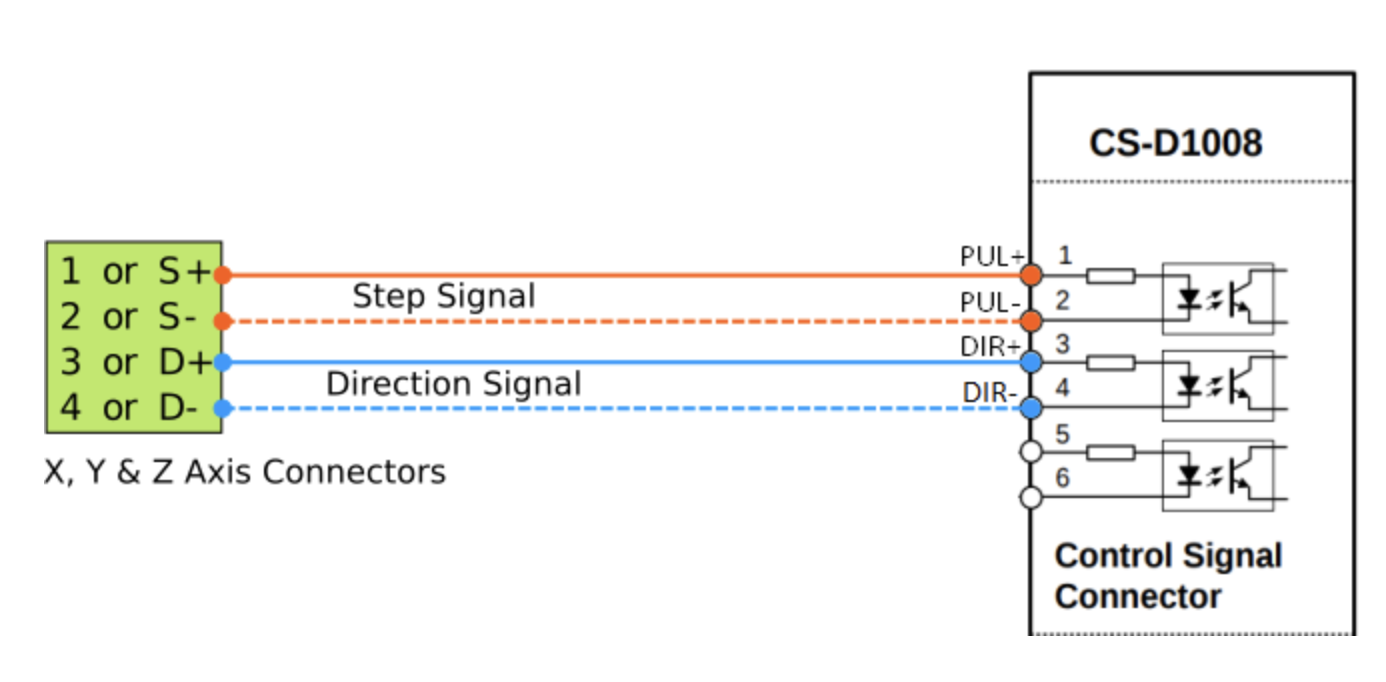 CS-D1008
1 or S+
2 or S-
3 or D+
4 or D-
Step Signal
Direction Signal
X, Y & Z Axis Connectors
PUL+
PUL-
DIR+
DIR-
1
2
3
4
5
6
Control Signal
Connector